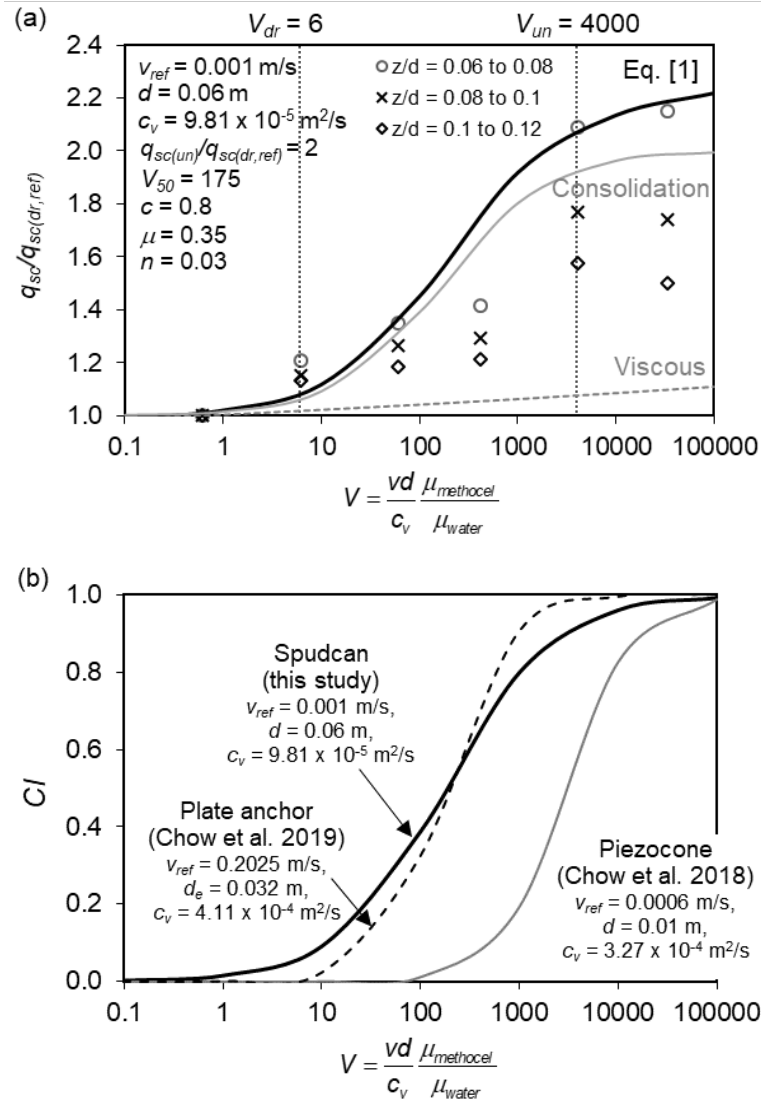 (a)
V_dr = 6
V_un = 4000
2.4
2.2
2.0
1.8
1.6
1.4
1.2
1.0
q_sc/q_sc(dr,ref)
v_ref = 0.001 m/s
d = 0.06 m
c_v = 9.81 x 10⁻⁵ m²/s
q_sc(un)/q_sc(dr,ref) = 2
V_50 = 175
c = 0.8
μ = 0.35
n = 0.03
z/d = 0.06 to 0.08
z/d = 0.08 to 0.1
z/d = 0.1 to 0.12
Eq. [1]
Consolidation
Viscous
0.1 1 10 100 1000 10000 100000
V = vd/c_v μ_methocel/μ_water
(b)
1.0
0.8
0.6
0.4
0.2
0.0
CI
Spudcan
(this study)
v_ref = 0.001 m/s,
d = 0.06 m,
c_v = 9.81 x 10⁻⁵ m²/s
Plate anchor
(Chow et al. 2019)
v_ref = 0.2025 m/s,
d_e = 0.032 m,
c_v = 4.11 x 10⁻⁴ m²/s
Piezocone
(Chow et al. 2018)
v_ref = 0.0006 m/s,
d = 0.01 m,
c_v = 3.27 x 10⁻⁴ m²/s
0.1 1 10 100 1000 10000 100000
V = vd/c_v μ_methocel/μ_water